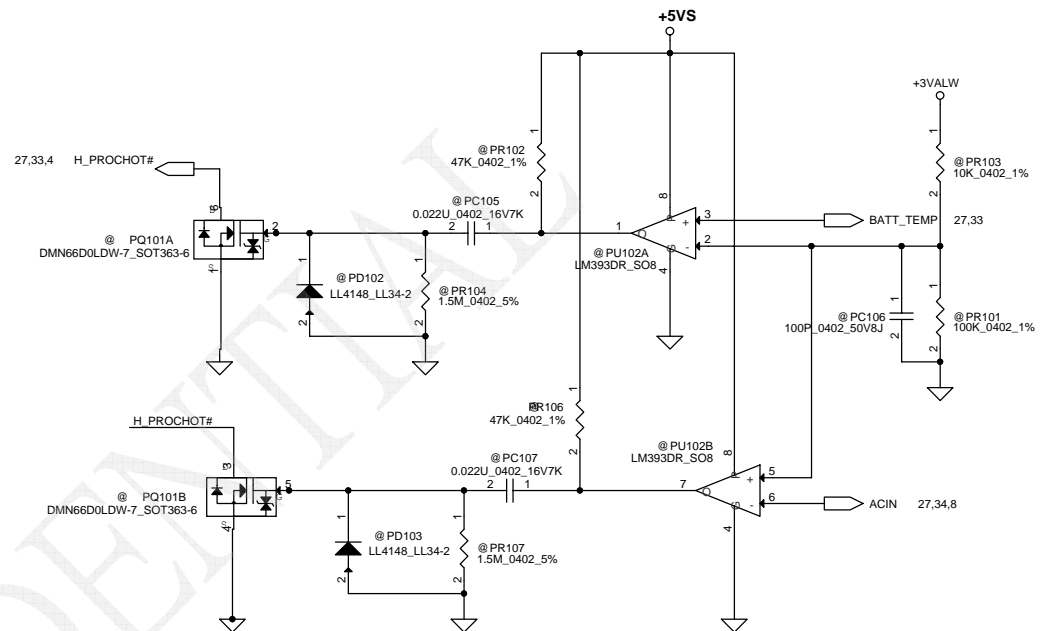 +5VS
+3VALW
27,33,4 H_PROCHOT#
@ PR102
47K_0402_1%
@ PR103
10K_0402_1%
@ PC105
0.022U_0402_16V7K
@ PQ101A
DMN66D0LDW-7_SOT363-6
@ PU102A
LM393DR_SO8
BATT_TEMP 27,33
@ PD102
LL4148_LL34-2
@ PR104
1.5M_0402_5%
@ PC106
100P_0402_50V8J
@ PR101
100K_0402_1%
PR106
47K_0402_1%
H_PROCHOT#
@ PU102B
LM393DR_SO8
@ PC107
0.022U_0402_16V7K
@ PQ101B
DMN66D0LDW-7_SOT363-6
ACIN 27,34,8
@ PD103
LL4148_LL34-2
@ PR107
1.5M_0402_5%